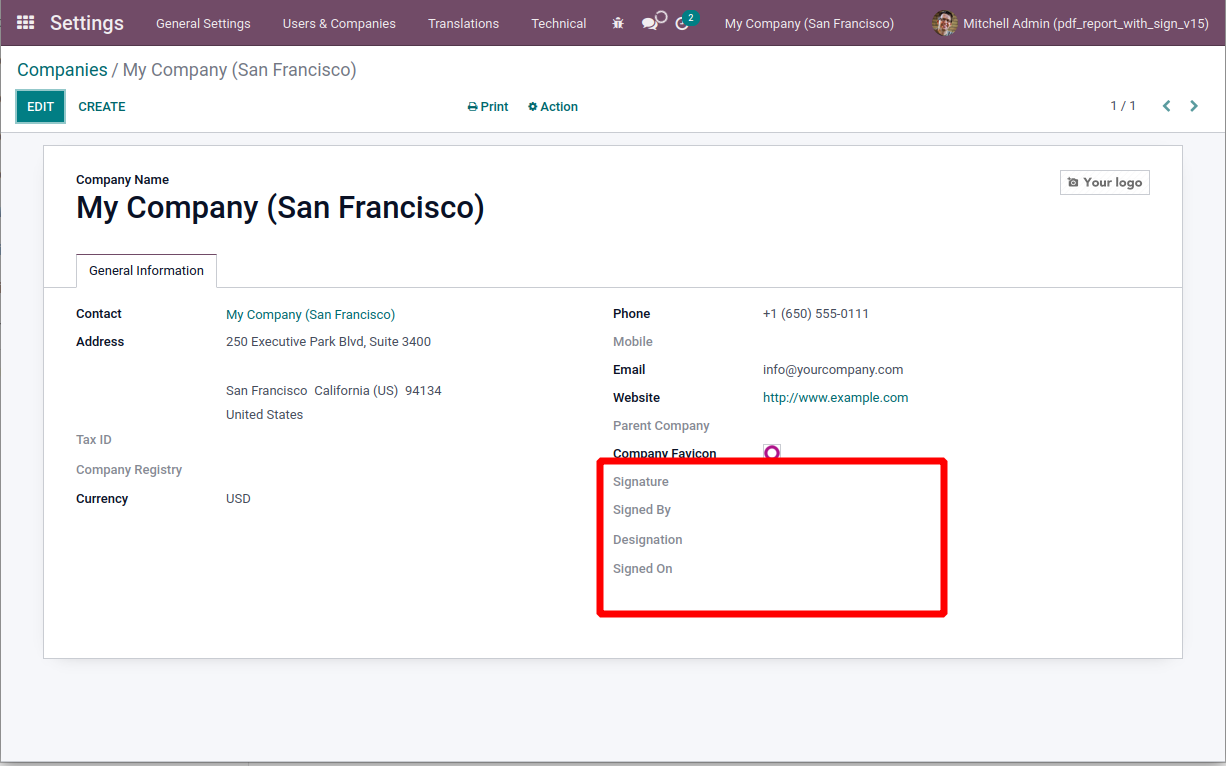 Settings General Settings Users & Companies Translations Technical 2 My Company (San Francisco) Mitchell Admin (pdf_report_with_sign_v15)
Companies / My Company (San Francisco)
EDIT CREATE Print Action 1 / 1
Company Name
Your logo
My Company (San Francisco)
General Information
Contact My Company (San Francisco)
Address 250 Executive Park Blvd, Suite 3400
San Francisco California (US) 94134
United States
Tax ID
Company Registry
Currency USD
Phone +1 (650) 555-0111
Mobile
Email info@yourcompany.com
Website http://www.example.com
Parent Company
Company Favicon
Signature
Signed By
Designation
Signed On